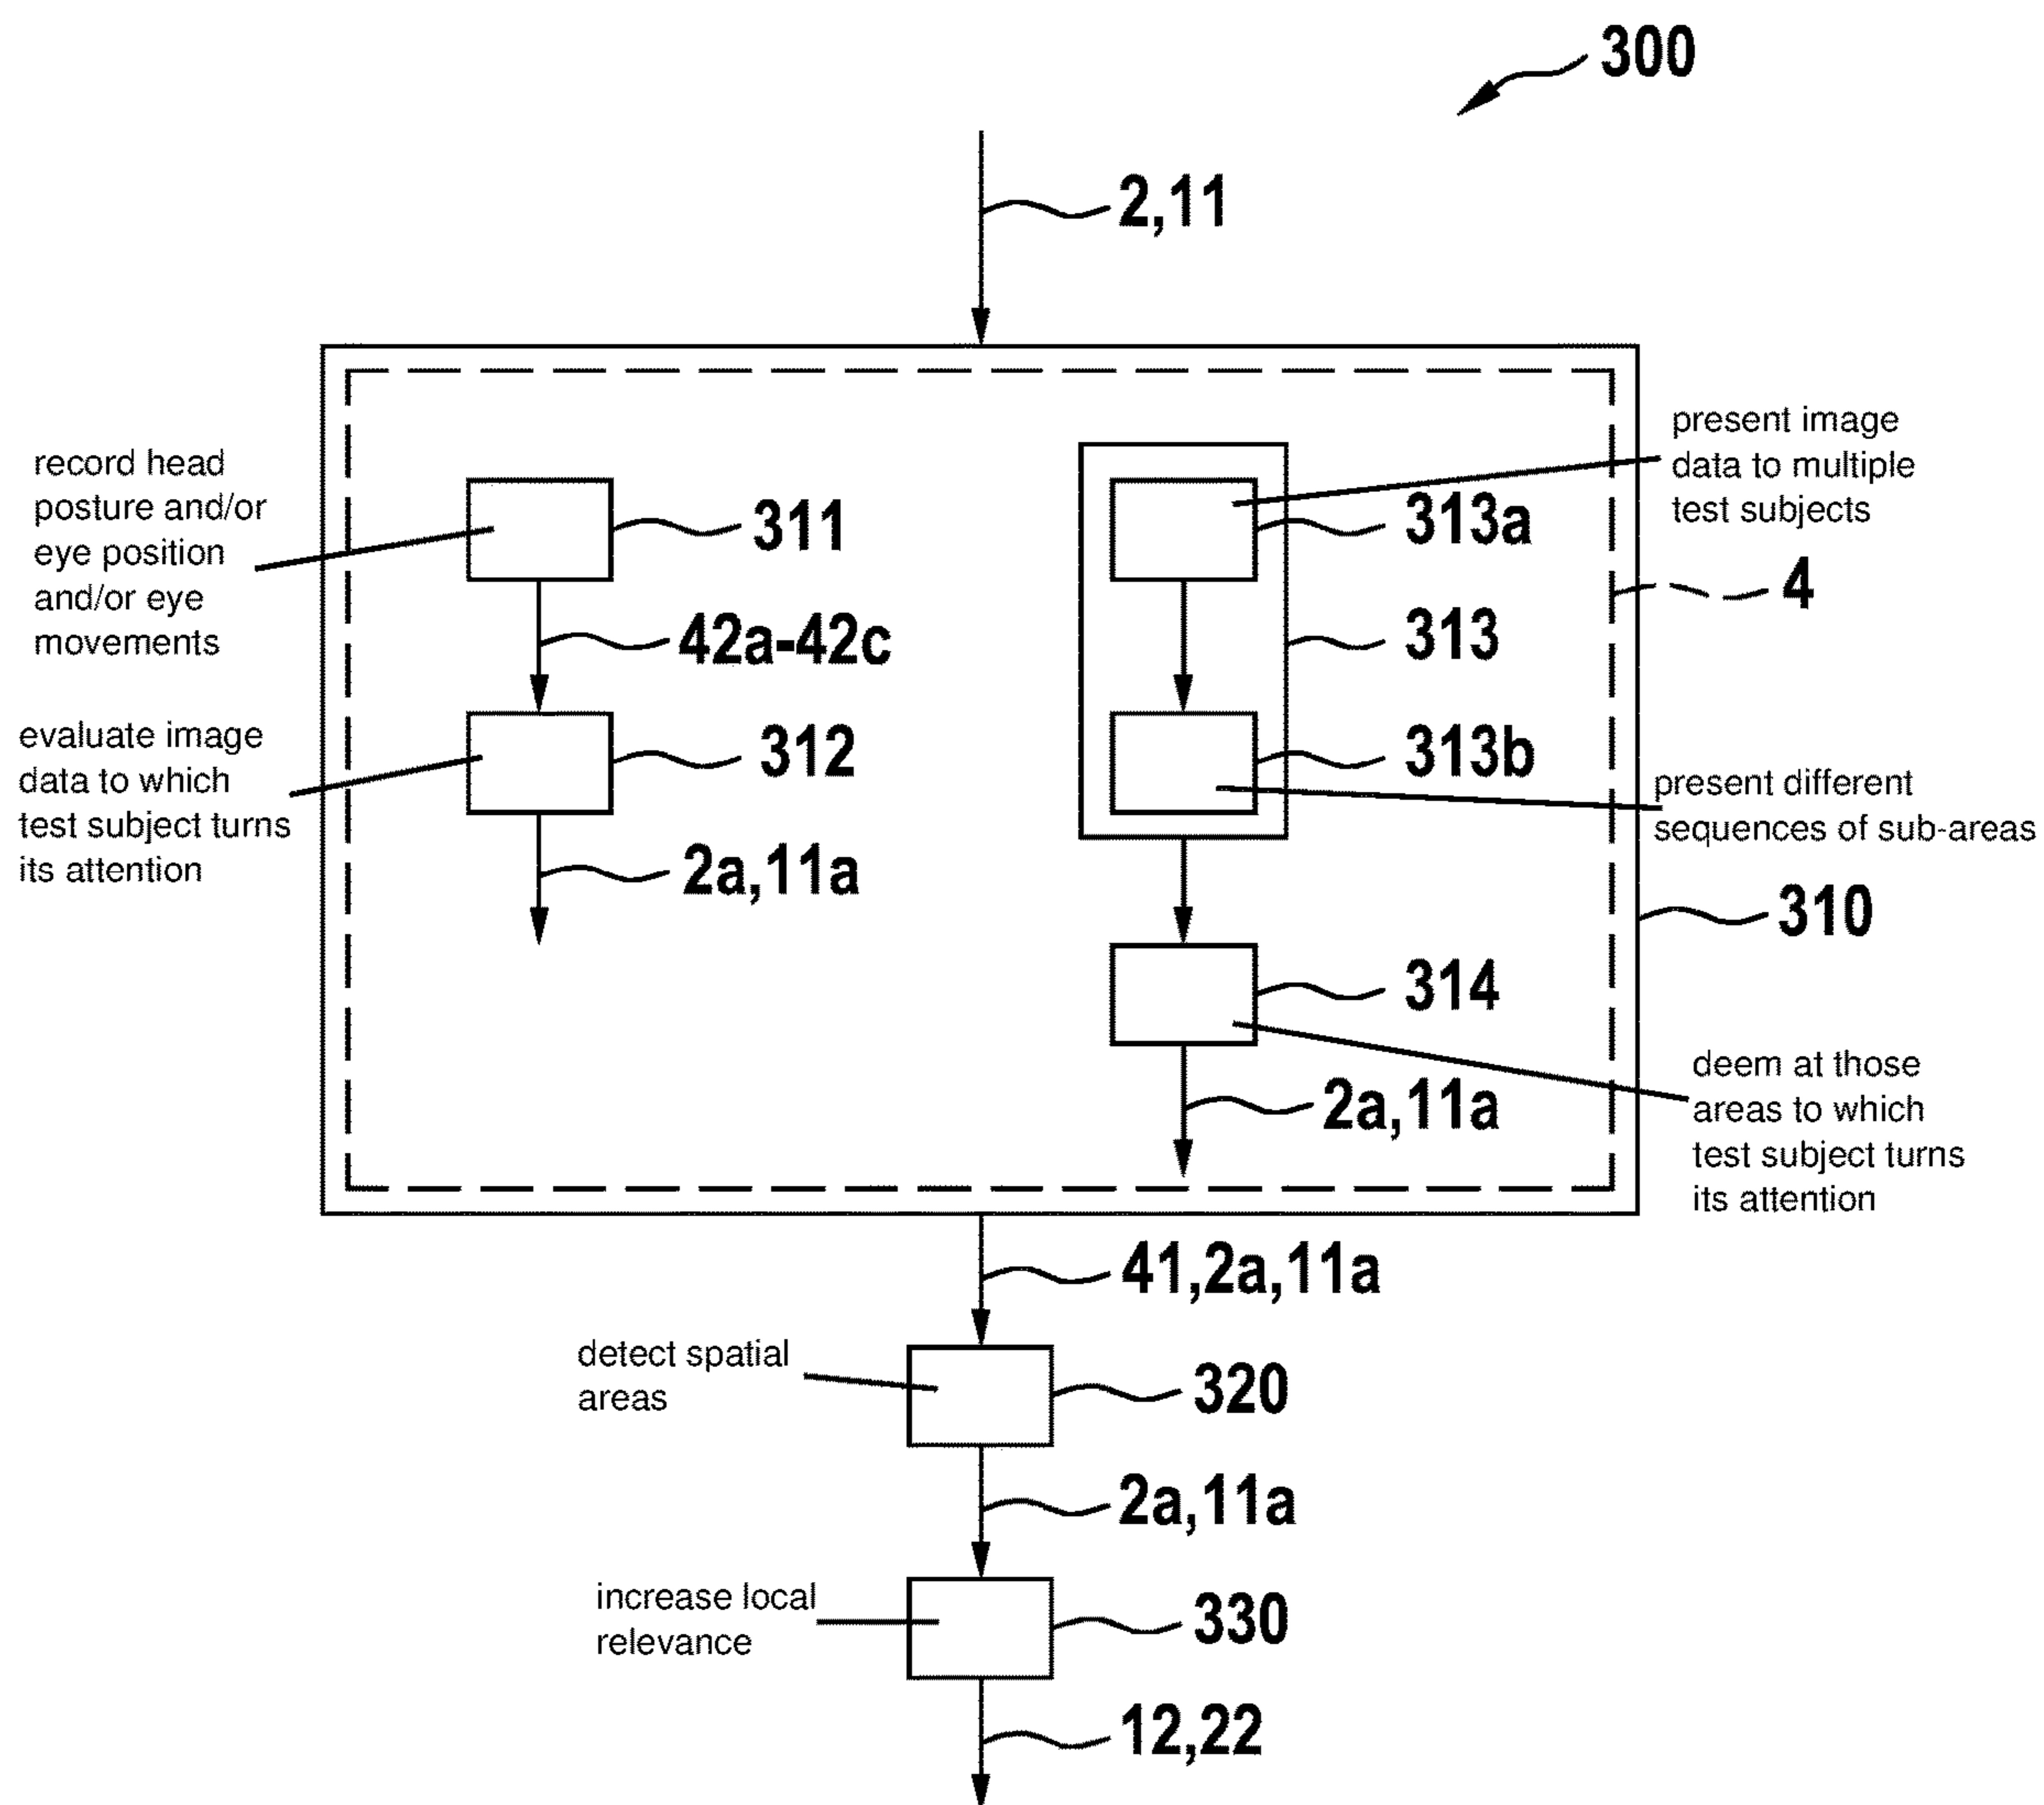 300
2,11
record head
posture and/or
eye position
and/or eye
movements
311
42a-42c
evaluate image
data to which
test subject turns
its attention
312
2a,11a
present image
data to multiple
test subjects
313a
4
313
313b
present different
sequences of sub-areas
310
314
deem at those
areas to which
test subject turns
its attention
2a,11a
41,2a,11a
detect spatial
areas
320
2a,11a
increase local
relevance
330
12,22